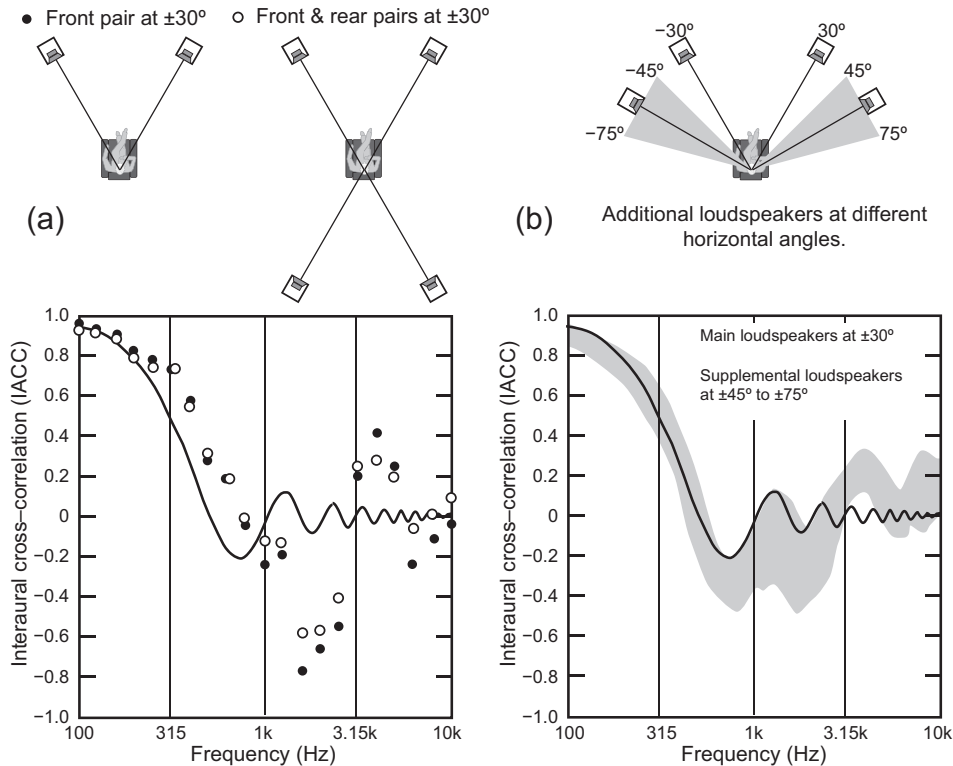 ● Front pair at ±30º ○ Front & rear pairs at ±30º
−30º 30º
−45º 45º
−75º 75º
(a)
(b)
Additional loudspeakers at different
horizontal angles.
Interaural cross–correlation (IACC)
1.0
0.8
0.6
0.4
0.2
0
−0.2
−0.4
−0.6
−0.8
−1.0
100 315 1k 3.15k 10k
Frequency (Hz)
Interaural cross–correlation (IACC)
1.0
0.8
0.6
0.4
0.2
0
−0.2
−0.4
−0.6
−0.8
−1.0
Main loudspeakers at ±30º
Supplemental loudspeakers
at ±45º to ±75º
100 315 1k 3.15k 10k
Frequency (Hz)